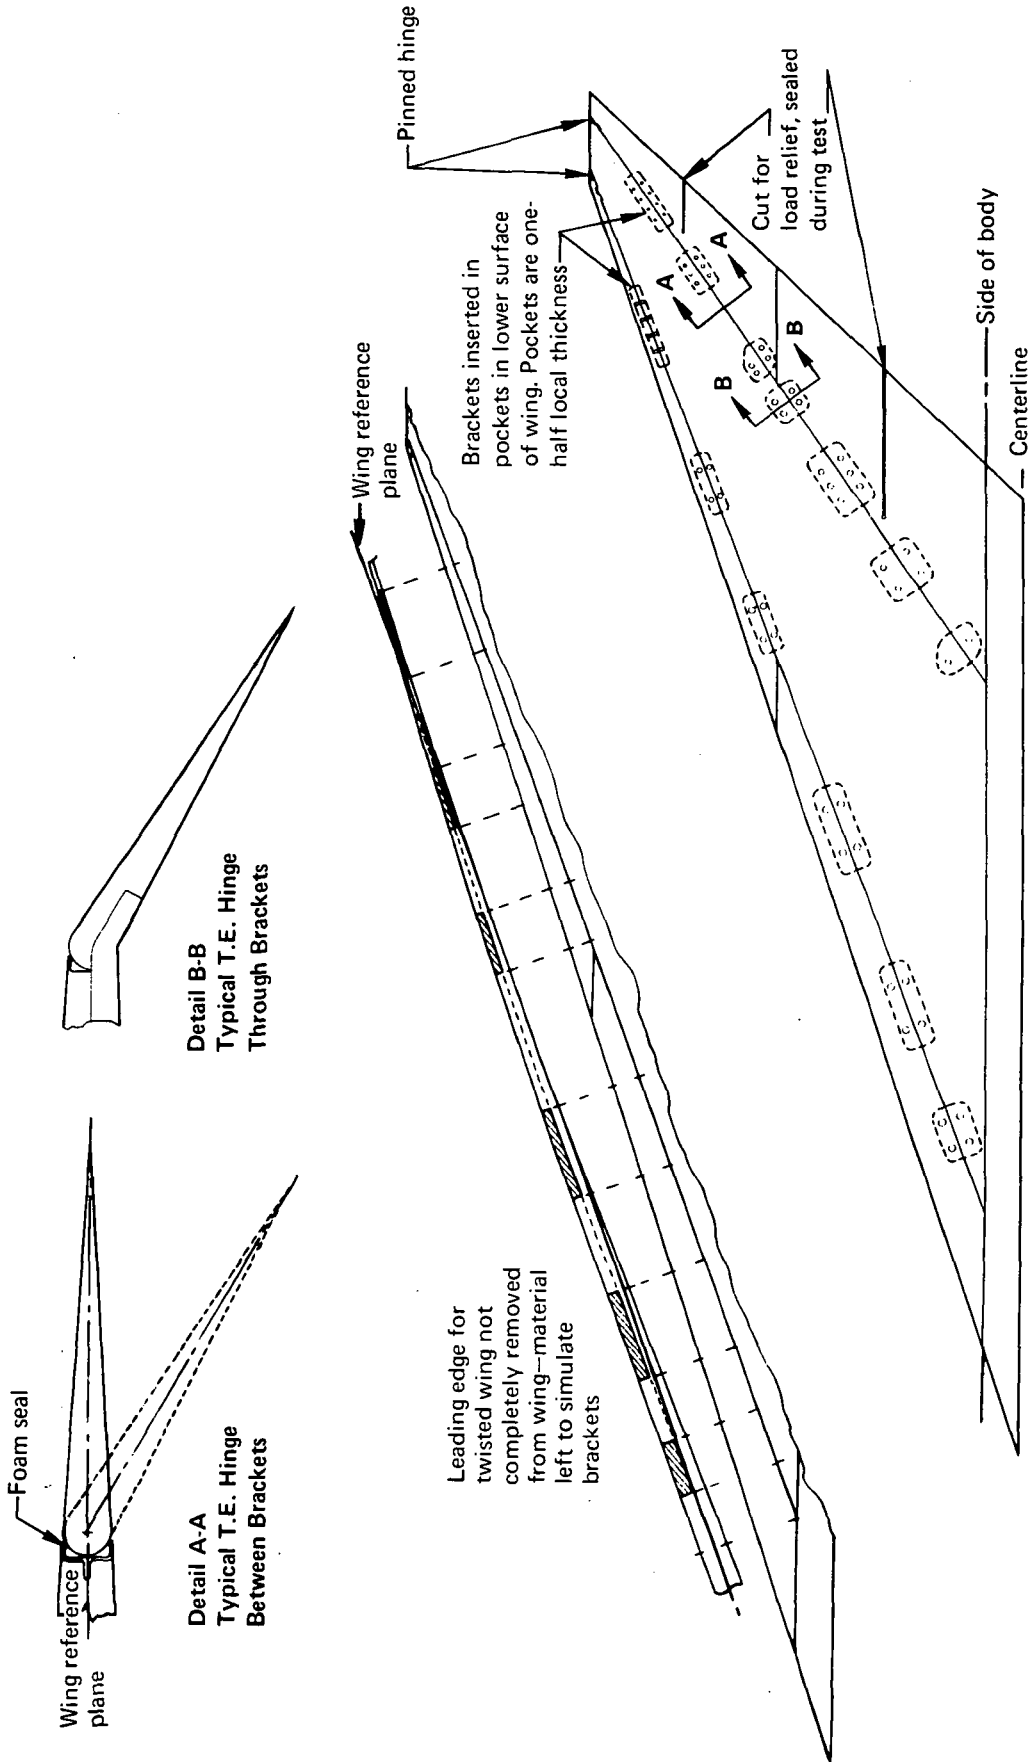 Foam seal
Wing reference
plane
Detail A-A
Typical T.E. Hinge
Between Brackets
Detail B-B
Typical T.E. Hinge
Through Brackets
Leading edge for
twisted wing not
completely removed
from wing—material
left to simulate
brackets
Wing reference
plane
Brackets inserted in
pockets in lower surface
of wing. Pockets are one-
half local thickness
Pinned hinge
A
A
B
B
Cut for
load relief, sealed
during test
Side of body
Centerline